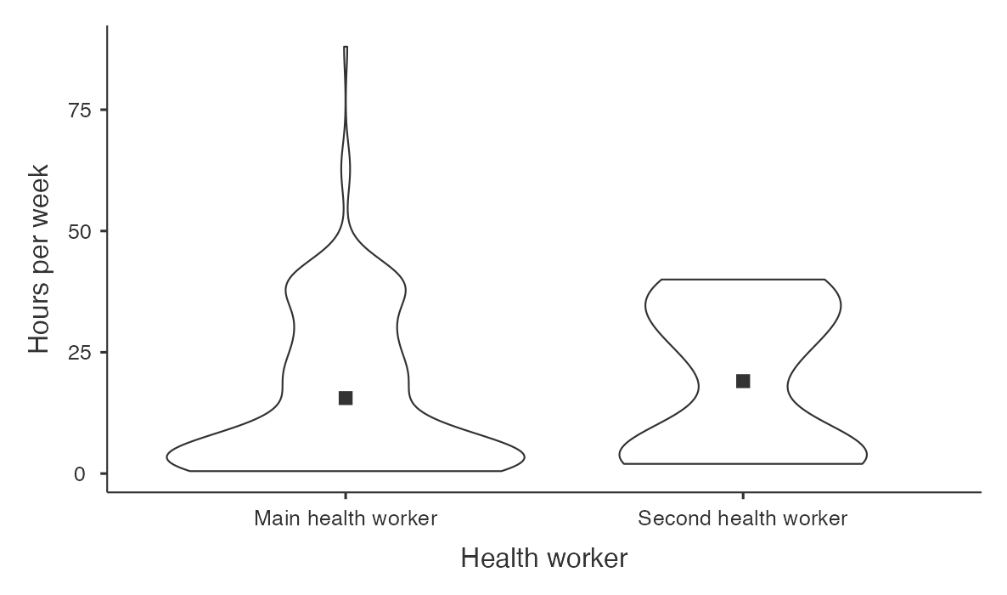 75
50
25
0
Hours per week
Main health worker
Second health worker
Health worker